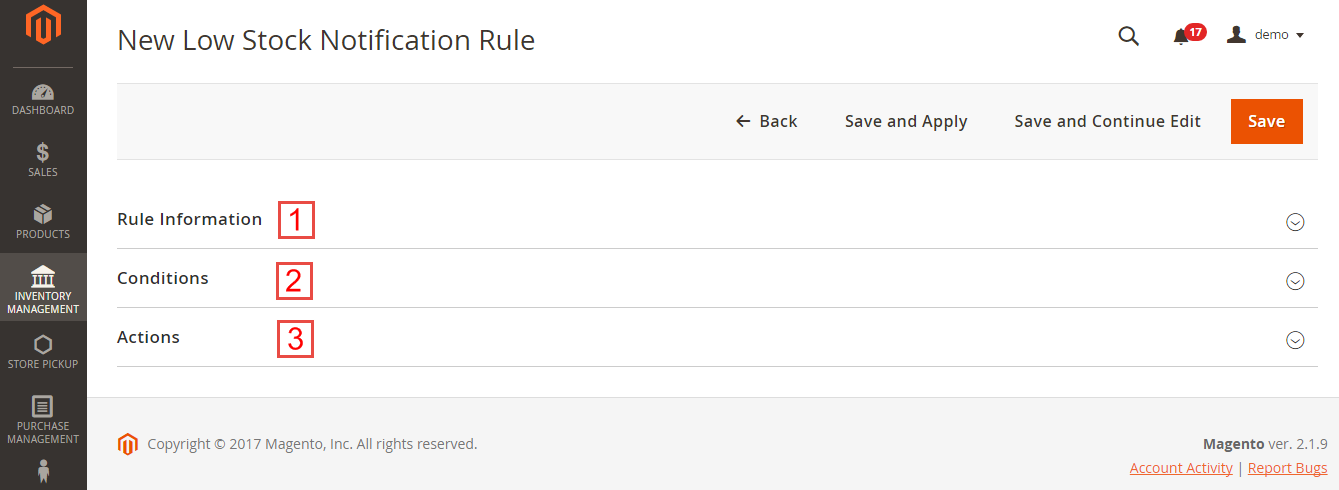 New Low Stock Notification Rule
17
demo
Back
Save and Apply
Save and Continue Edit
Save
DASHBOARD
SALES
PRODUCTS
INVENTORY
MANAGEMENT
STORE PICKUP
PURCHASE
MANAGEMENT
Rule Information 1
Conditions 2
Actions 3
Copyright © 2017 Magento, Inc. All rights reserved.
Magento ver. 2.1.9
Account Activity | Report Bugs